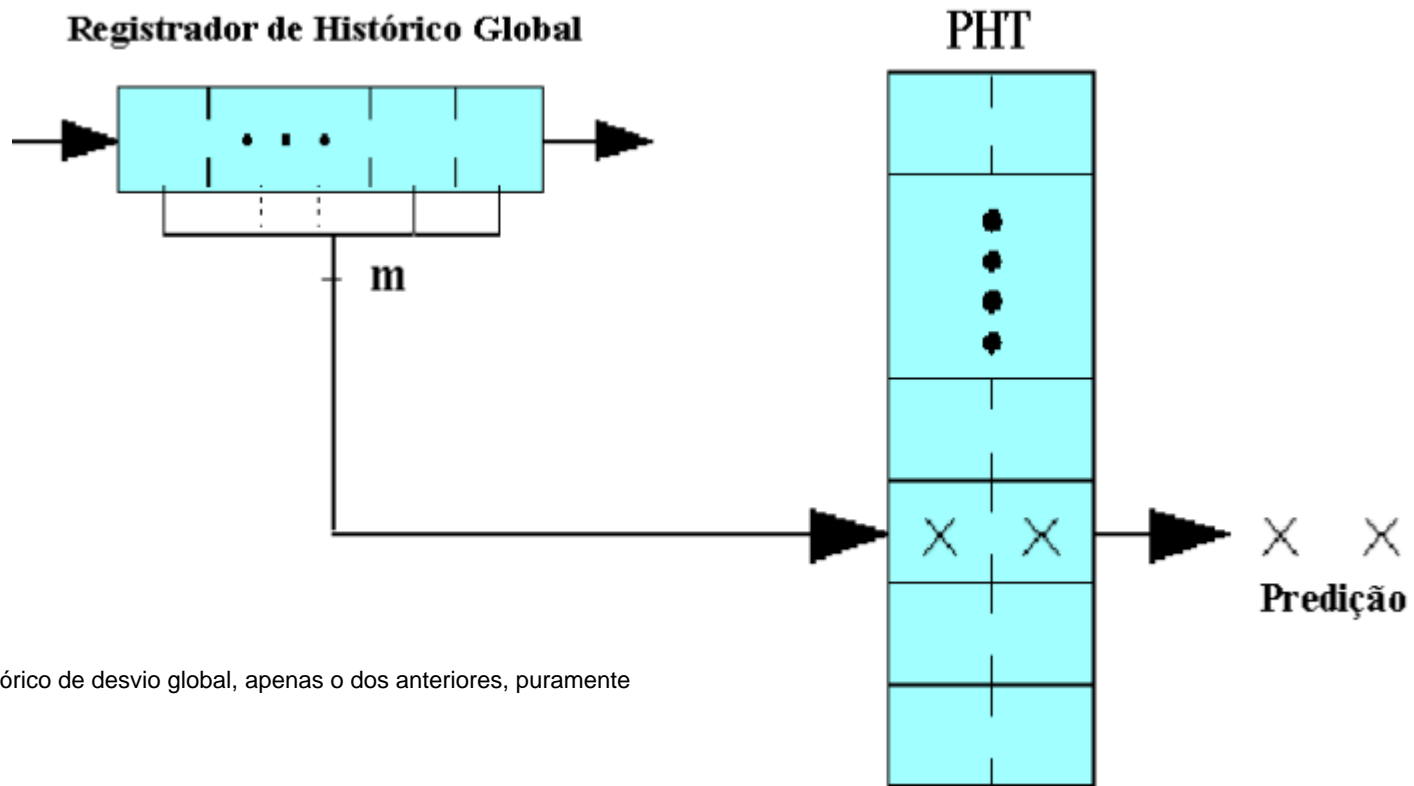 Registrador de Histórico Global
PHT
m
X X
X X
Predição
órico de desvio global, apenas o dos anteriores, puramente